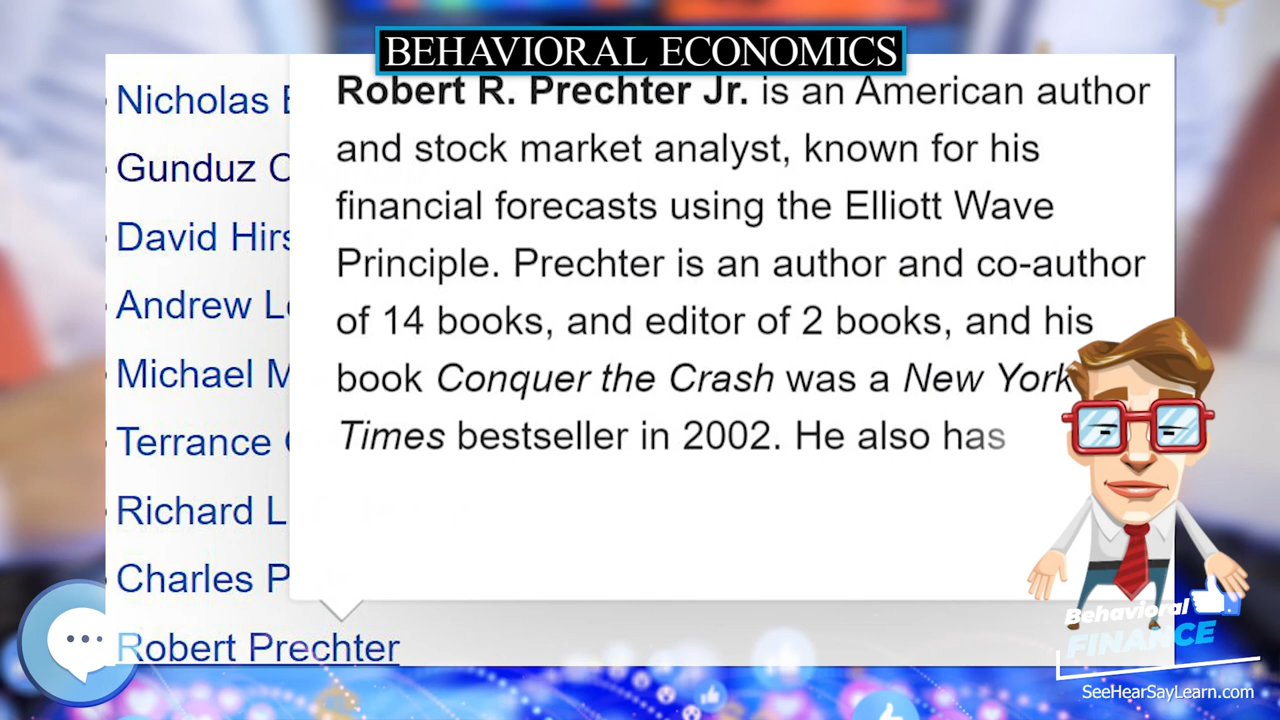 BEHAVIORAL ECONOMICS
Nicholas
Gunduz
David
Andrew
Michael
Terrance
Richard
Charles
Robert Prechter
Robert R. Prechter Jr. is an American author
and stock market analyst, known for his
financial forecasts using the Elliott Wave
Principle. Prechter is an author and co-author
of 14 books, and editor of 2 books, and his
book Conquer the Crash was a New York
Times bestseller in 2002. He also has
Behavioral
FINANCE
SeeHearSayLearn.com